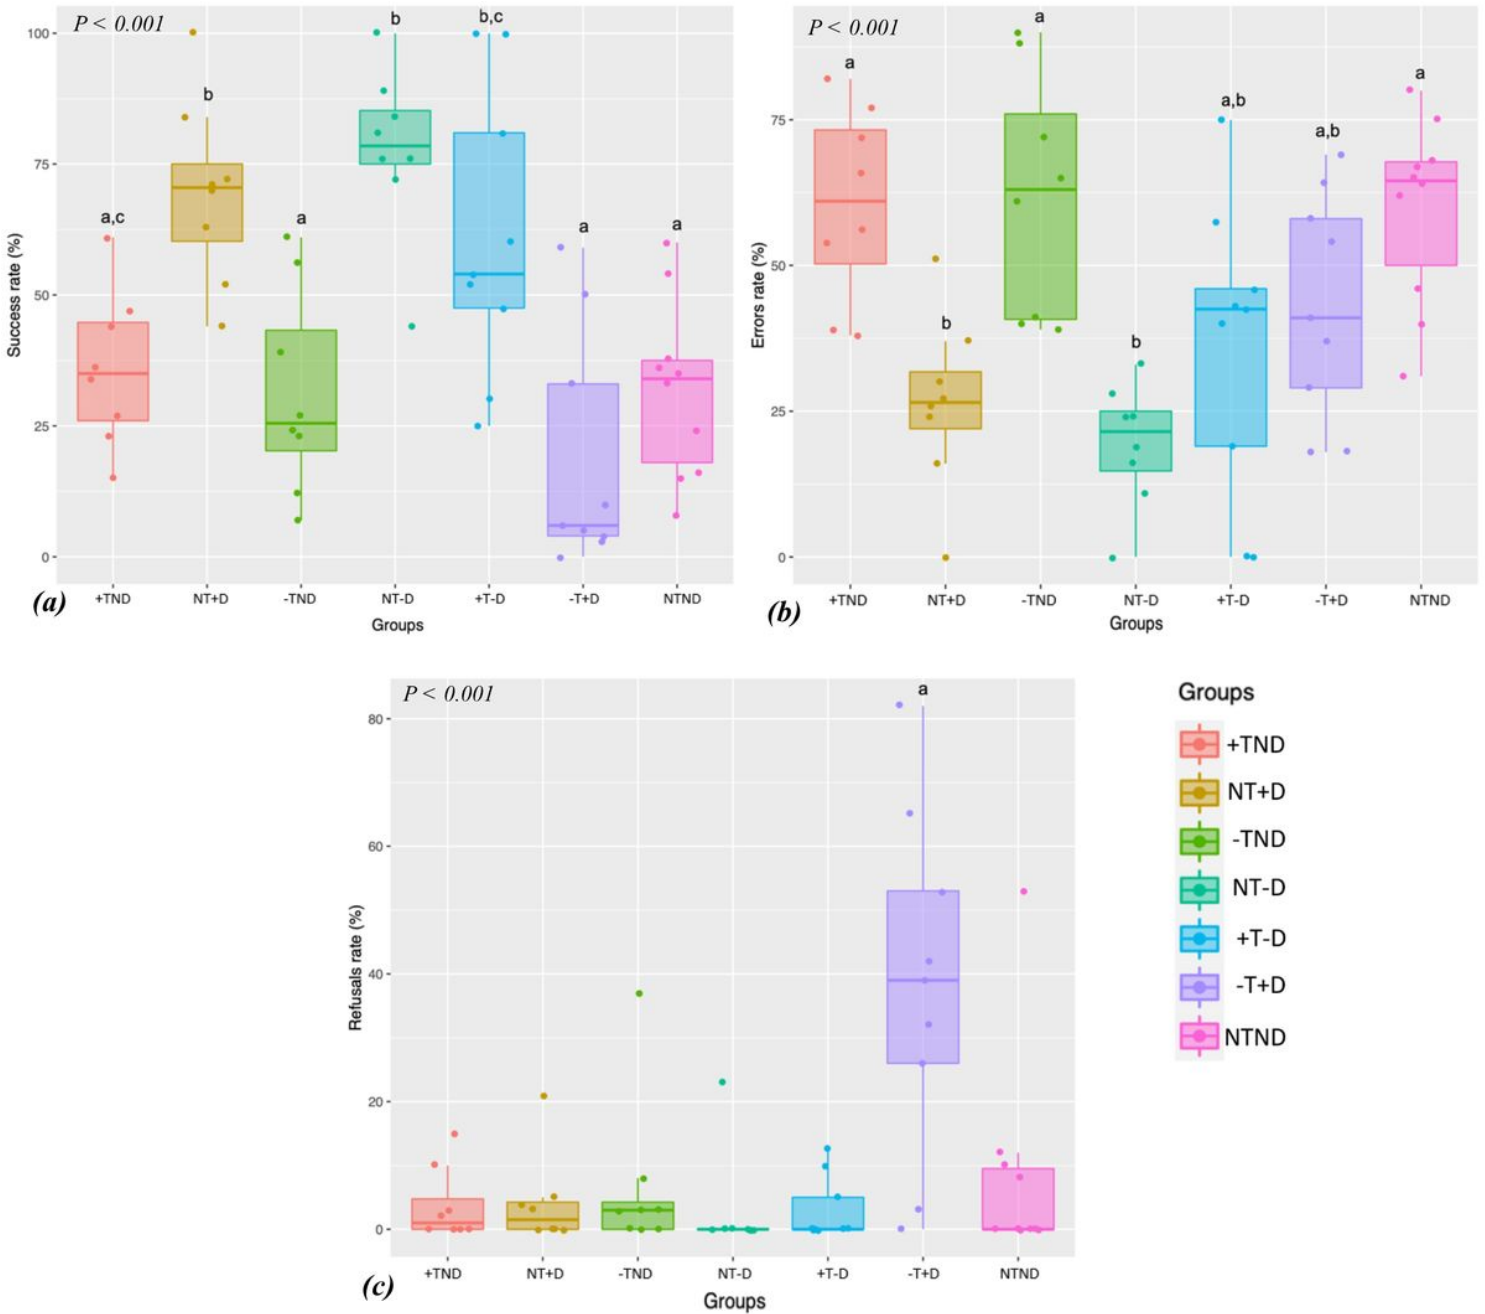 P < 0.001
Success rate (%)
100
75
50
25
0
a,c
b
a
b
b,c
a
a
+TND
NT+D
-TND
NT-D
+T-D
-T+D
NTND
Groups
(a)
P < 0.001
Errors rate (%)
75
50
25
0
a
b
a
b
a,b
a,b
a
+TND
NT+D
-TND
NT-D
+T-D
-T+D
NTND
Groups
(b)
P < 0.001
Refusals rate (%)
80
60
40
20
0
a
+TND
NT+D
-TND
NT-D
+T-D
-T+D
NTND
Groups
(c)
Groups
+TND
NT+D
-TND
NT-D
+T-D
-T+D
NTND